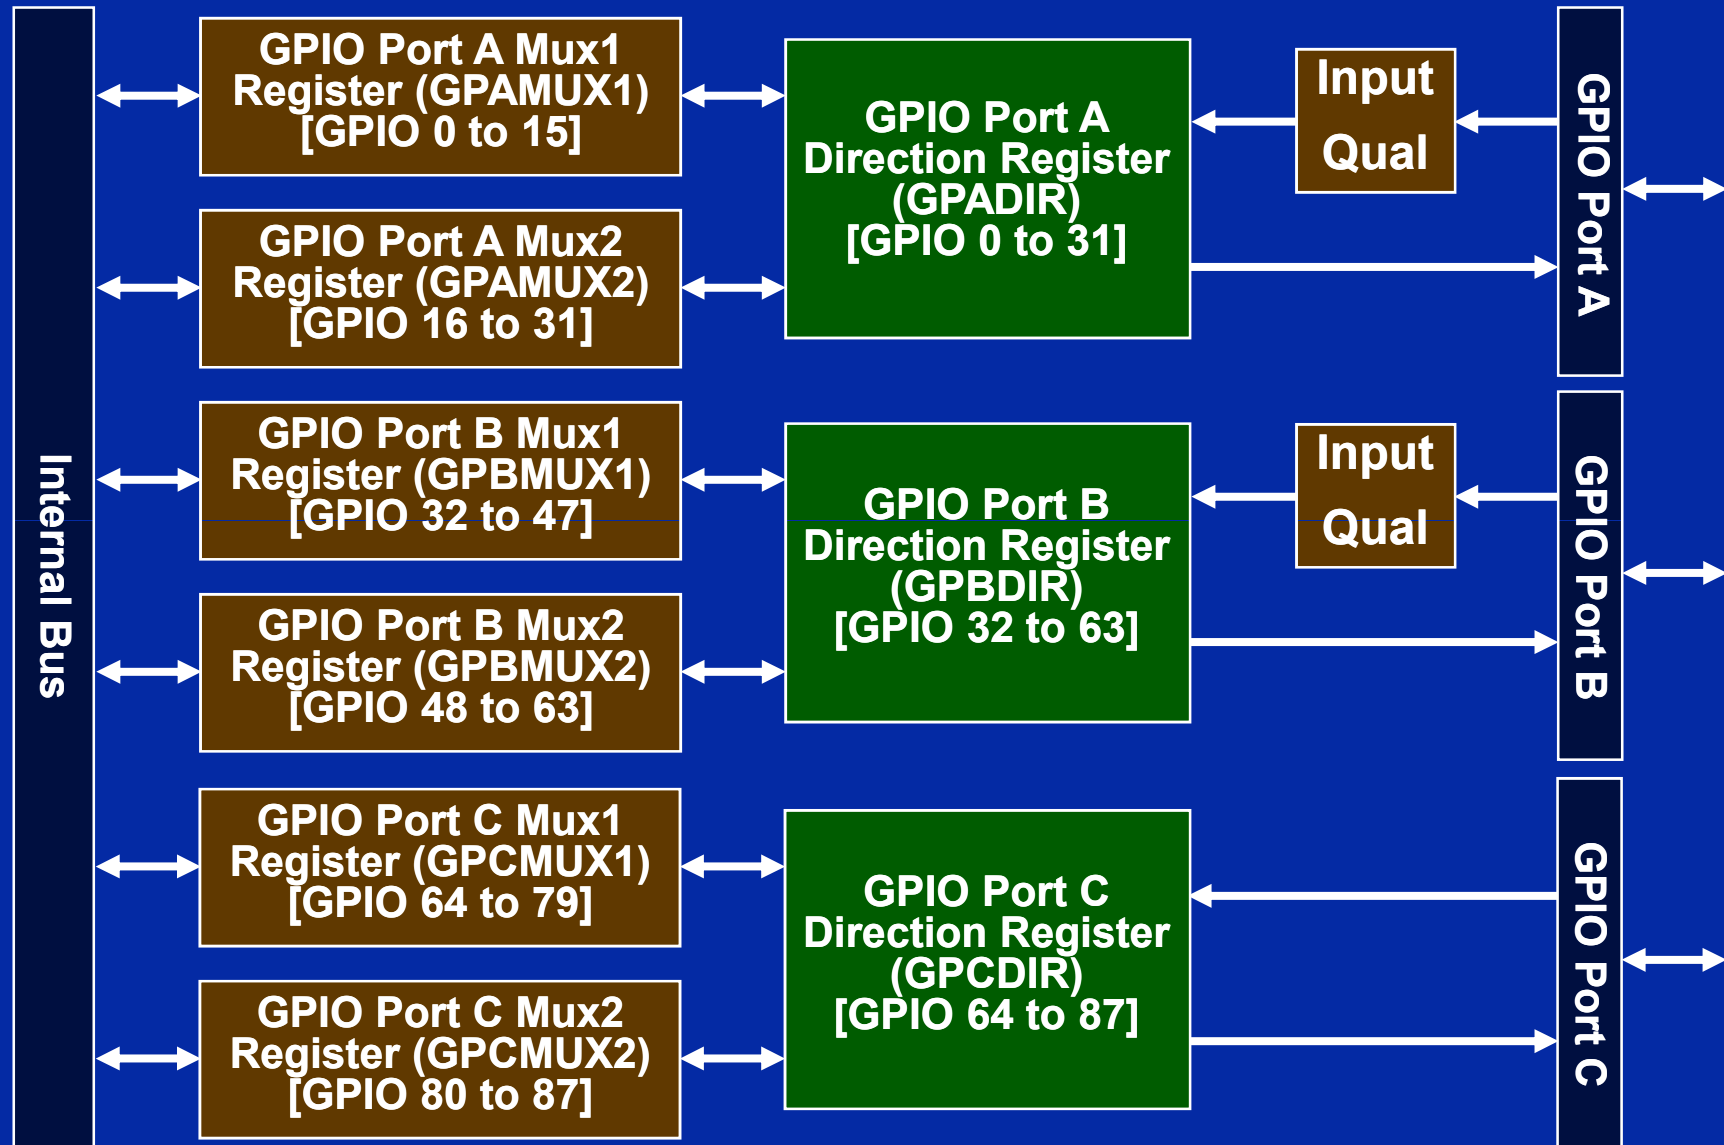 Internal Bus
GPIO Port A Mux1
Register (GPAMUX1)
[GPIO 0 to 15]
GPIO Port A Mux2
Register (GPAMUX2)
[GPIO 16 to 31]
GPIO Port A
Direction Register
(GPADIR)
[GPIO 0 to 31]
Input
Qual
GPIO Port A
GPIO Port B Mux1
Register (GPBMUX1)
[GPIO 32 to 47]
GPIO Port B Mux2
Register (GPBMUX2)
[GPIO 48 to 63]
GPIO Port B
Direction Register
(GPBDIR)
[GPIO 32 to 63]
Input
Qual
GPIO Port B
GPIO Port C Mux1
Register (GPCMUX1)
[GPIO 64 to 79]
GPIO Port C Mux2
Register (GPCMUX2)
[GPIO 80 to 87]
GPIO Port C
Direction Register
(GPCDIR)
[GPIO 64 to 87]
GPIO Port C